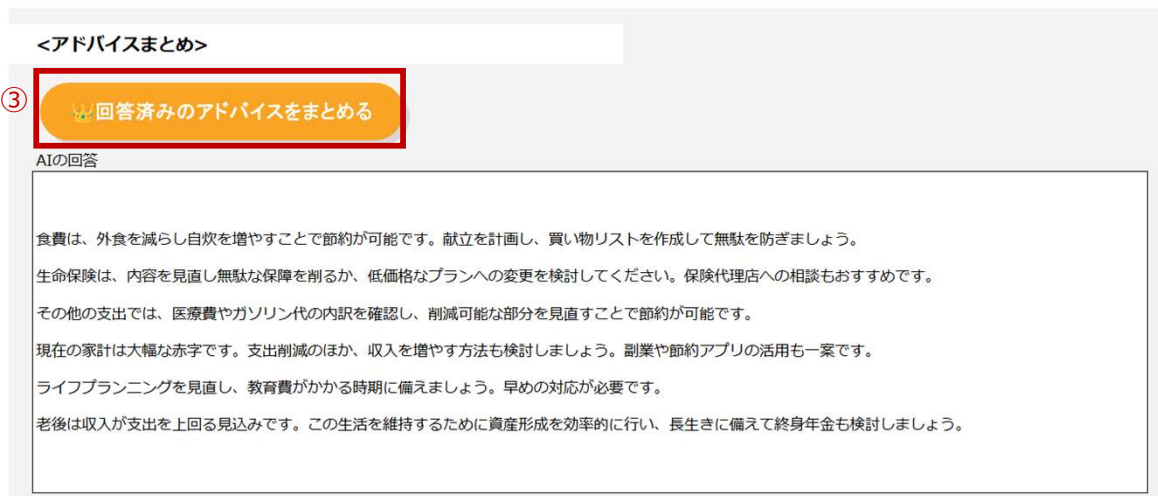 <アドバイスまとめ>
③
👑回答済みのアドバイスをまとめる
AIの回答
食費は、外食を減らし自炊を増やすことで節約が可能です。献立を計画し、買い物リストを作成して無駄を防ぎましょう。
生命保険は、内容を見直し無駄な保障を削るか、低価格なプランへの変更を検討してください。保険代理店への相談もおすすめです。
その他の支出では、医療費やガソリン代の内訳を確認し、削減可能な部分を見直すことで節約が可能です。
現在の家計は大幅な赤字です。支出削減のほか、収入を増やす方法も検討しましょう。副業や節約アプリの活用も一案です。
ライフプランニングを見直し、教育費がかかる時期に備えましょう。早めの対応が必要です。
老後は収入が支出を上回る見込みです。この生活を維持するために資産形成を効率的に行い、長生きに備えて終身年金も検討しましょう。